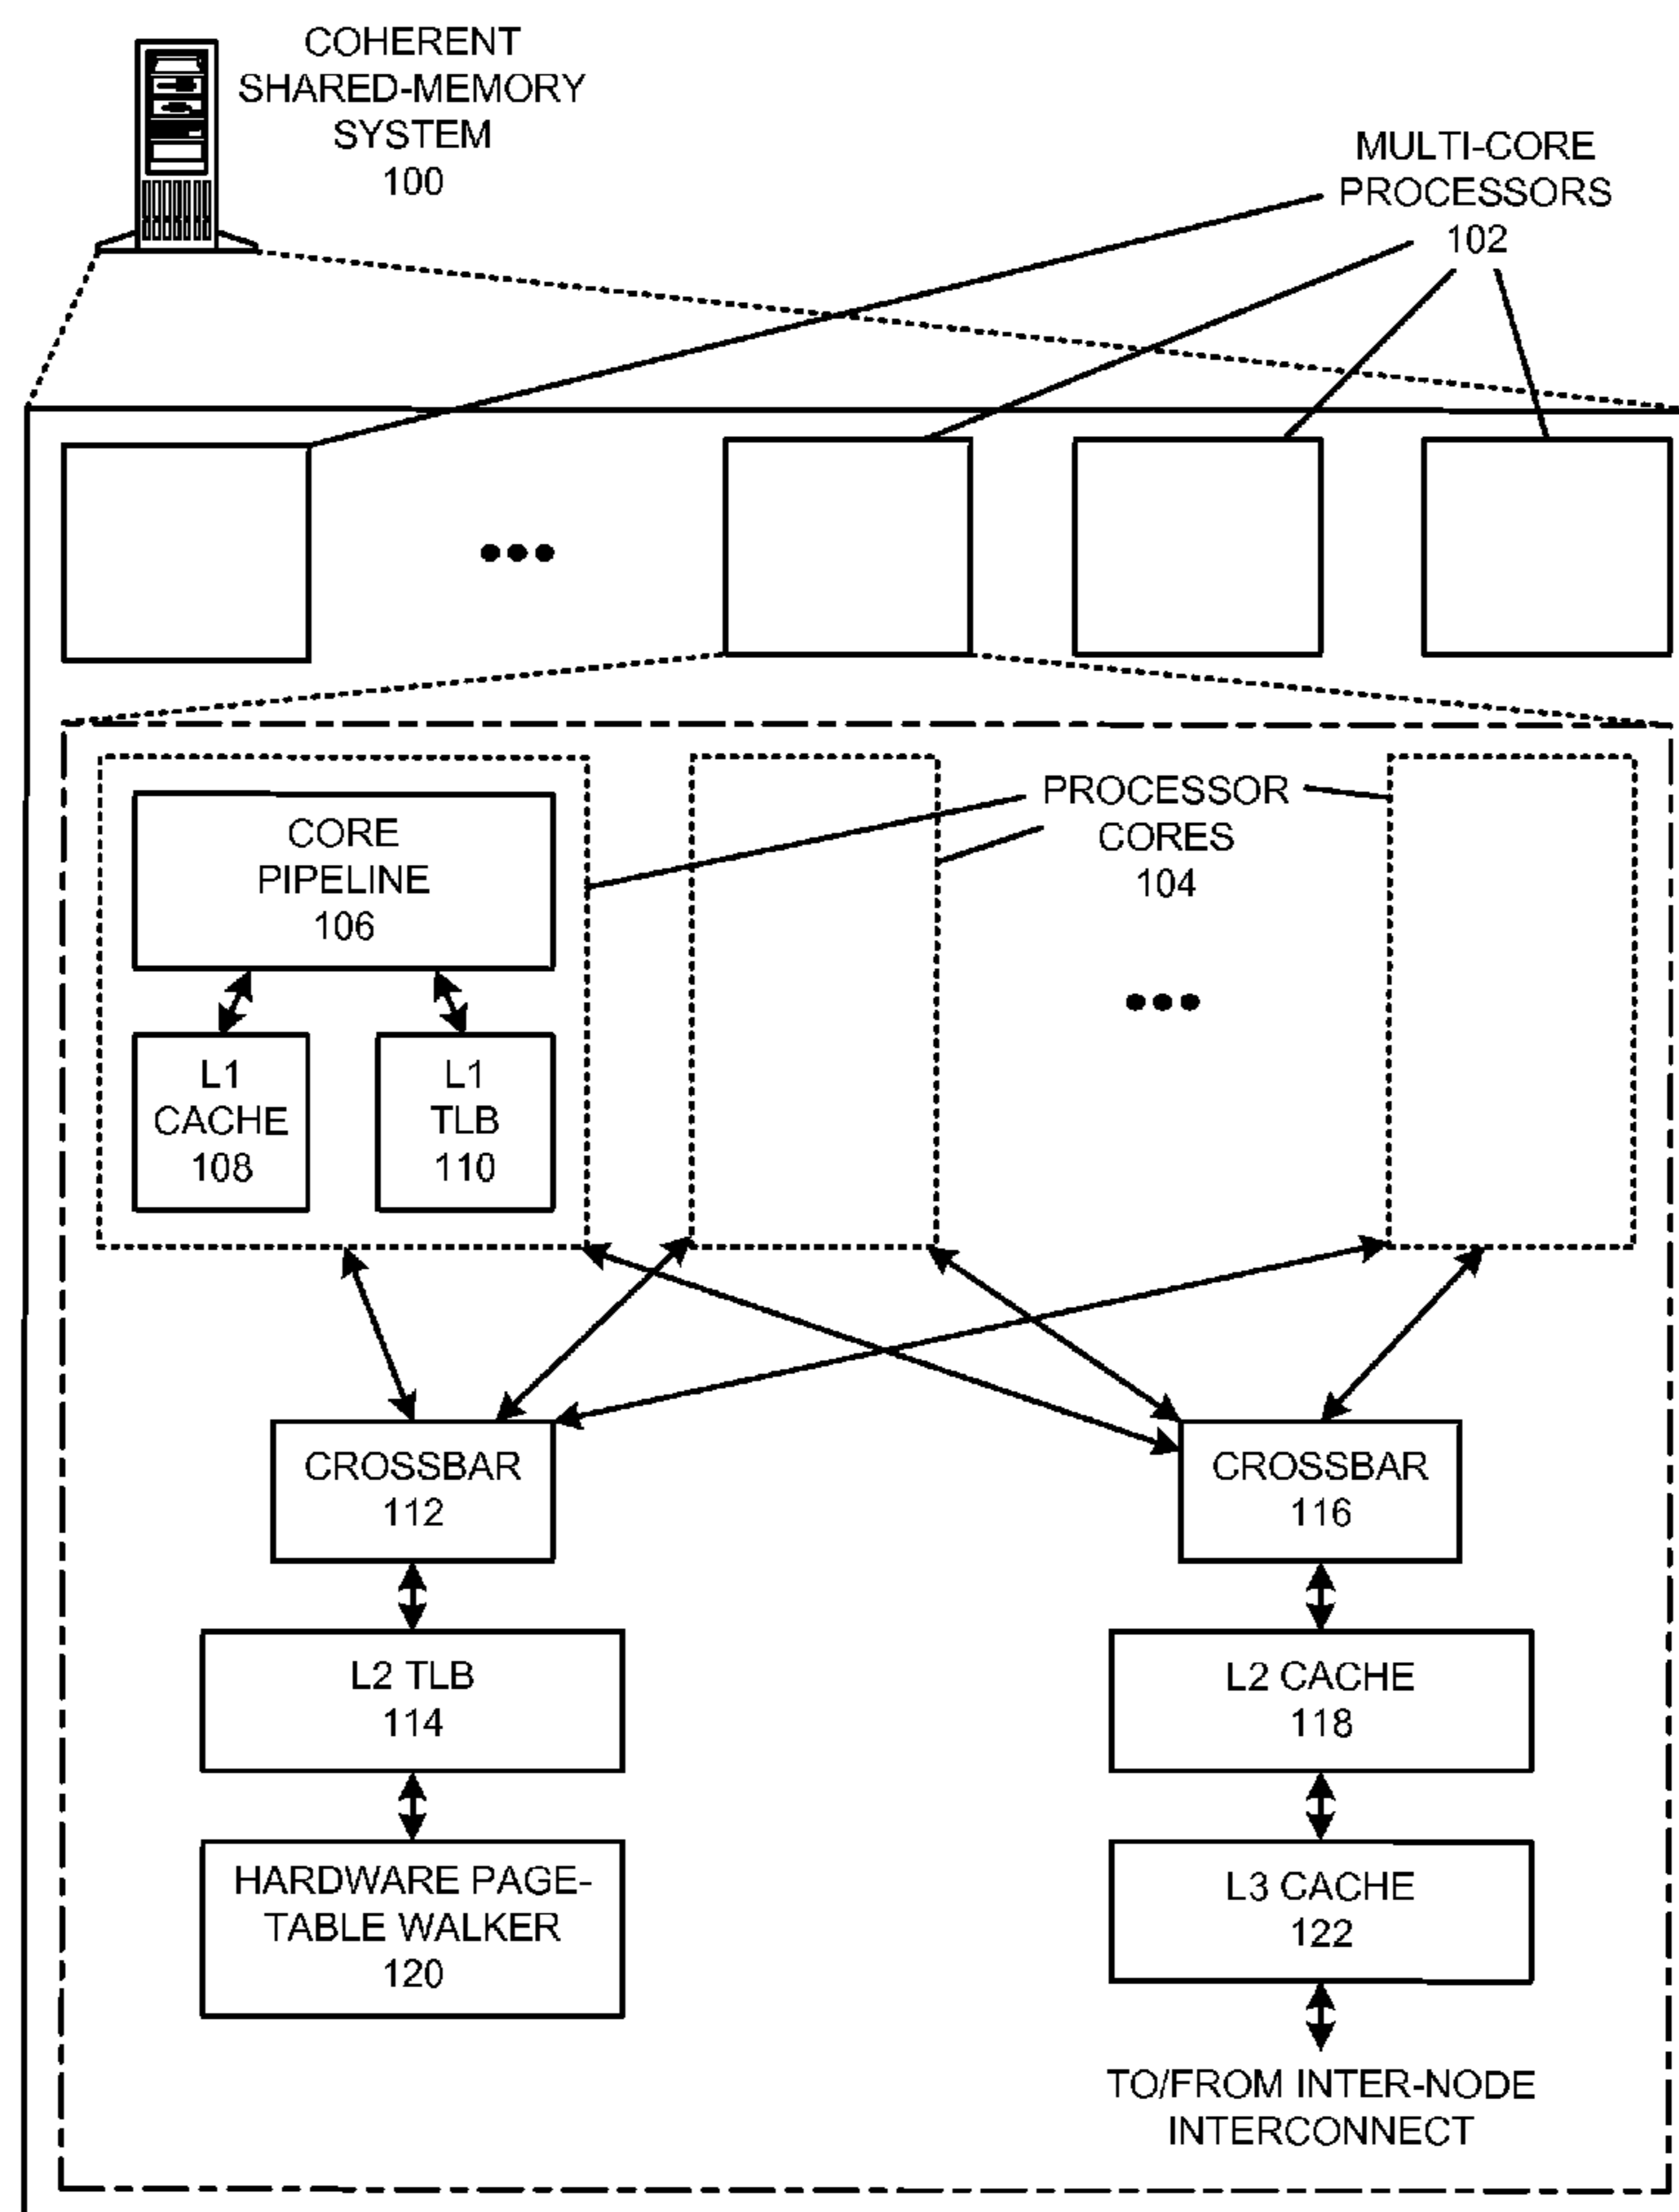 COHERENT
SHARED-MEMORY
SYSTEM
100
MULTI-CORE
PROCESSORS
102
PROCESSOR
CORES
104
CORE
PIPELINE
106
L1
CACHE
108
L1
TLB
110
CROSSBAR
112
CROSSBAR
116
L2 TLB
114
L2 CACHE
118
HARDWARE PAGE-
TABLE WALKER
120
L3 CACHE
122
TO/FROM INTER-NODE
INTERCONNECT